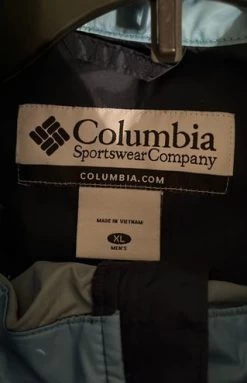 Columbia
Sportswear Company
COLUMBIA.COM
MADE IN VIETNAM
XL
MEN'S